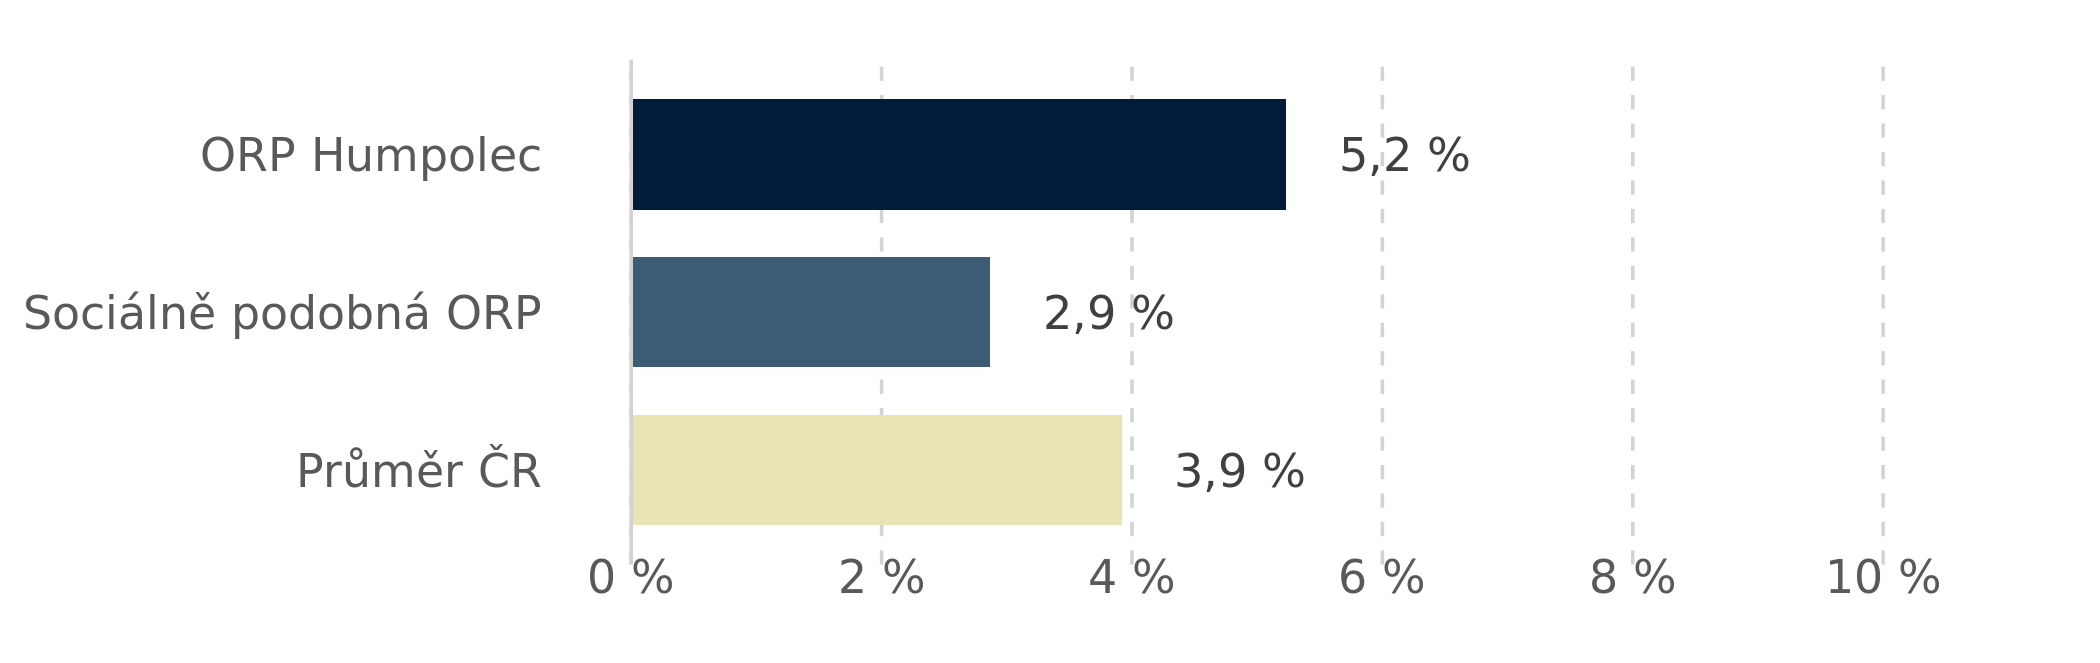 ORP Humpolec 5,2 %
Sociálně podobná ORP 2,9 %
Průměr ČR 3,9 %
0 % 2 % 4 % 6 % 8 % 10 %